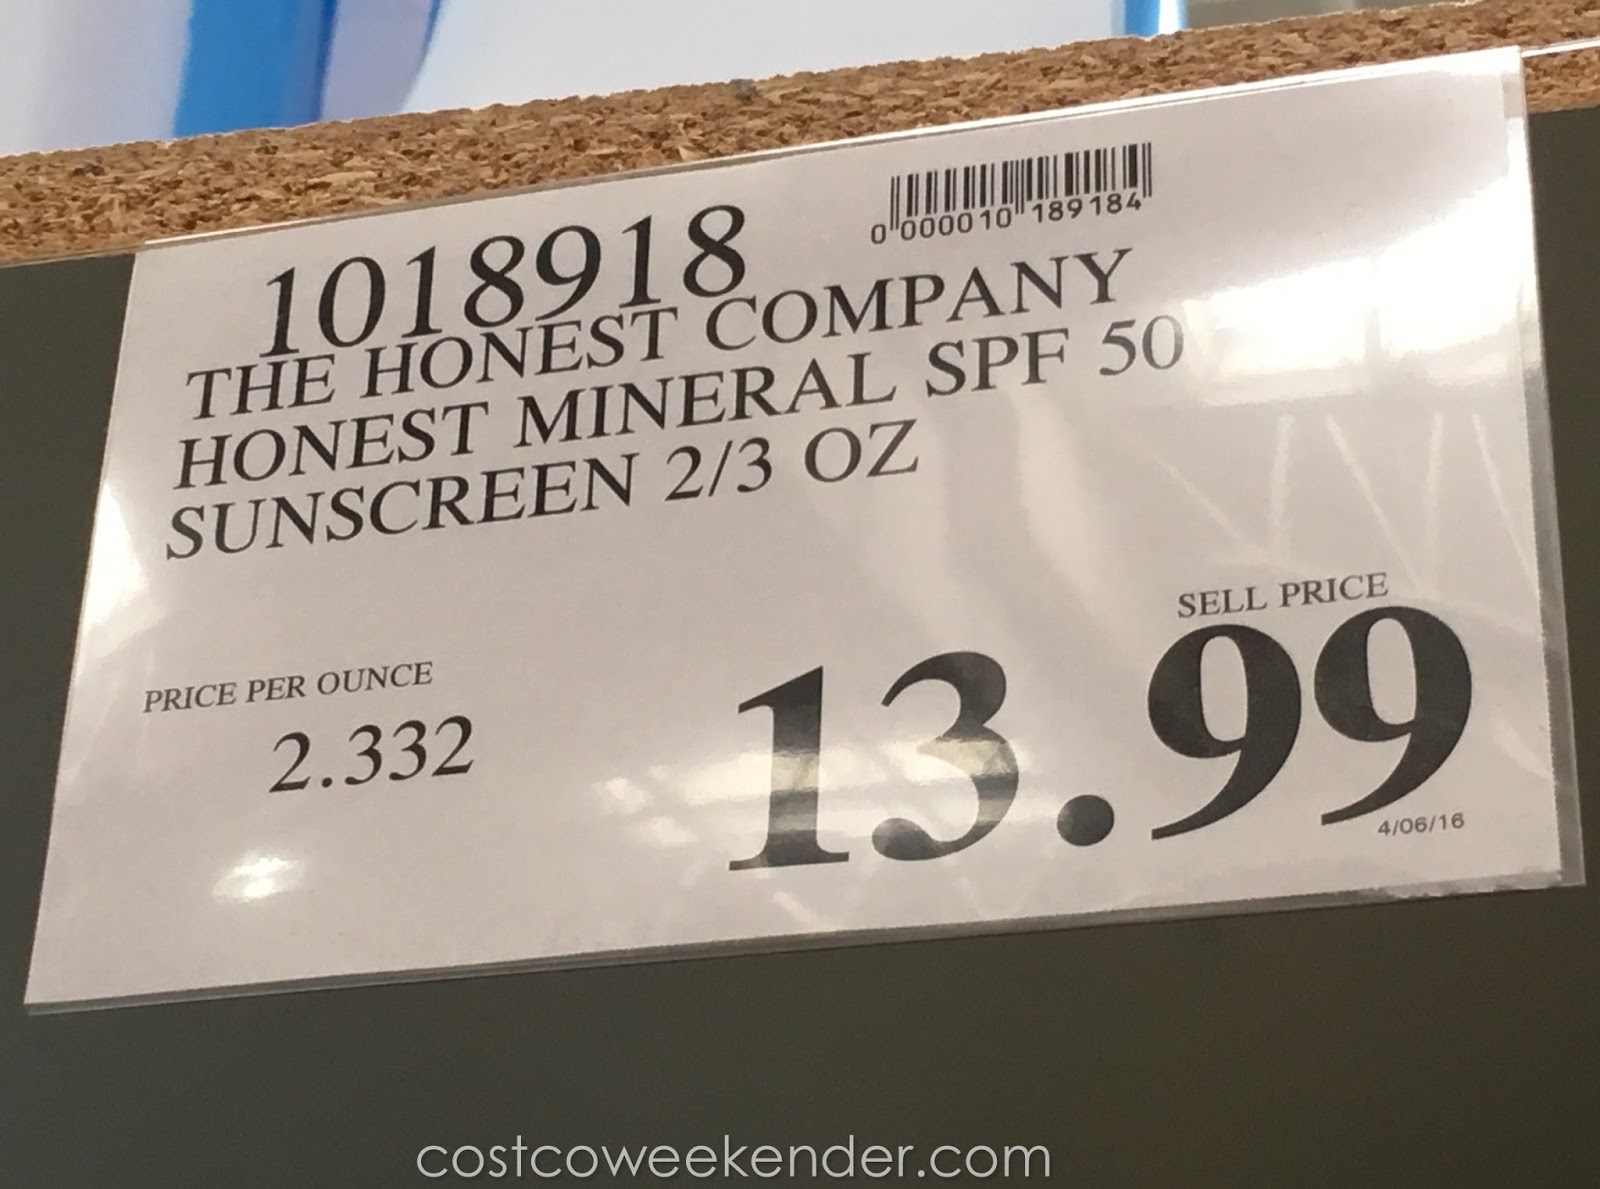 1018918
0 000010 189184
THE HONEST COMPANY
HONEST MINERAL SPF 50
SUNSCREEN 2/3 OZ
SELL PRICE
PRICE PER OUNCE
2.332
13.99
4/06/16
costcoweekender.com